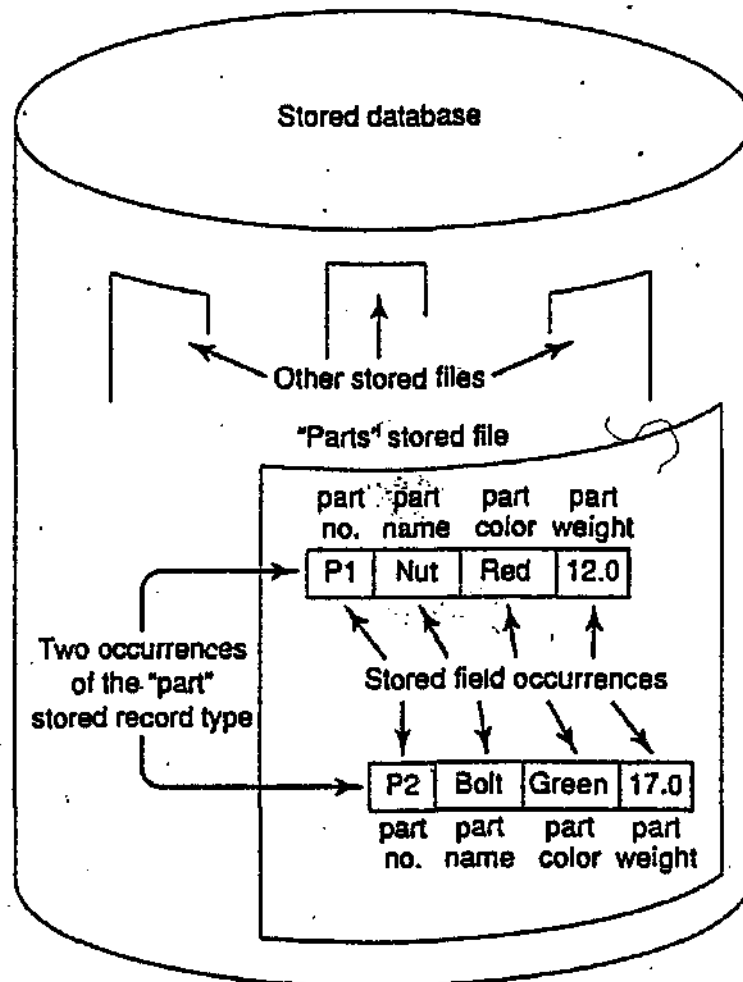 Stored database
Other stored files
"Parts" stored file
part part part part
no. name color weight
P1 Nut Red 12.0
Two occurrences
of the "part"
stored record type
Stored field occurrences
P2 Bolt Green 17.0
part part part part
no. name color weight